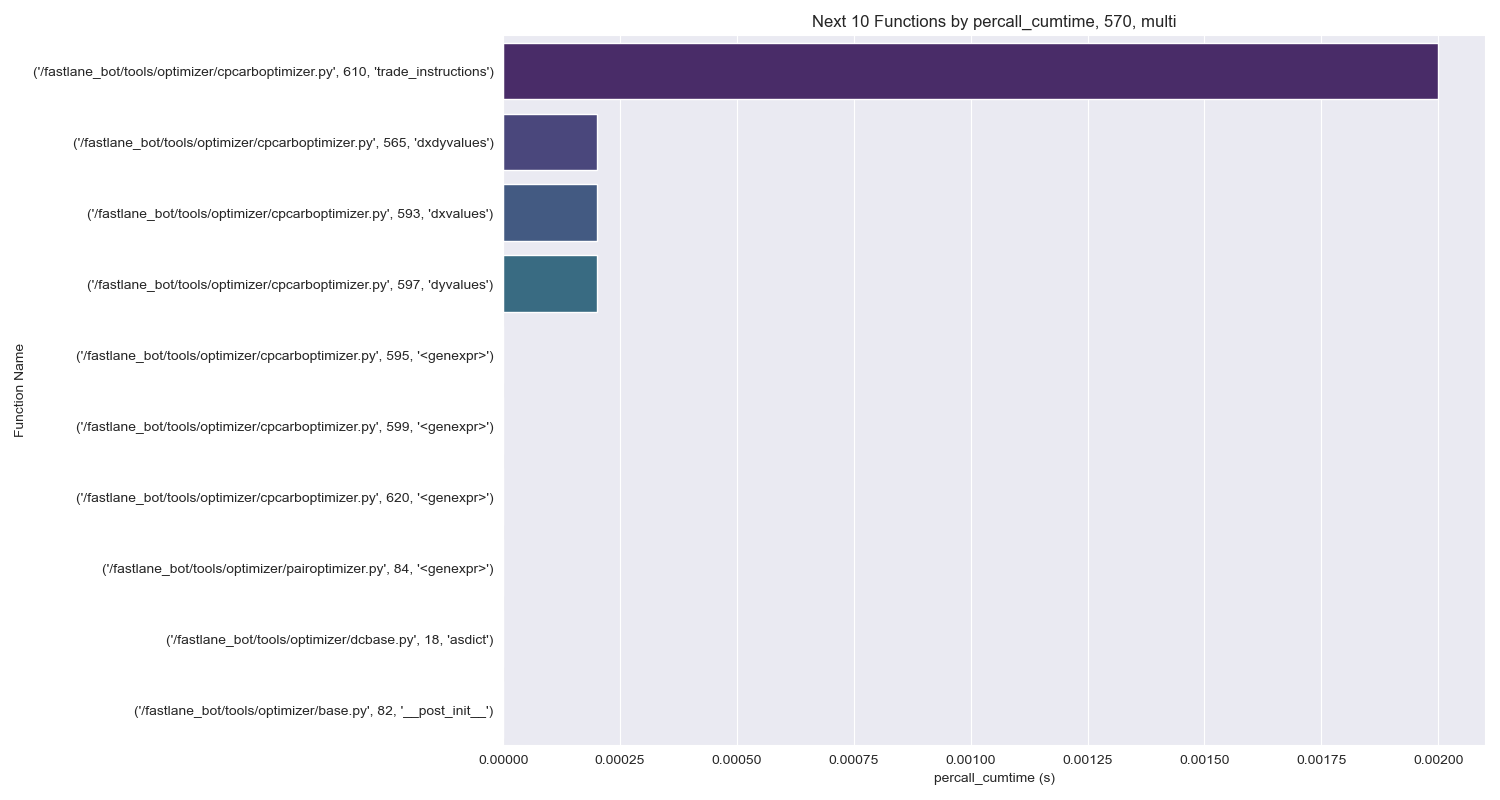 Next 10 Functions by percall_cumtime, 570, multi
('/fastlane_bot/tools/optimizer/cpcarboptimizer.py', 610, 'trade_instructions')
('/fastlane_bot/tools/optimizer/cpcarboptimizer.py', 565, 'dxdyvalues')
('/fastlane_bot/tools/optimizer/cpcarboptimizer.py', 593, 'dxvalues')
('/fastlane_bot/tools/optimizer/cpcarboptimizer.py', 597, 'dyvalues')
('/fastlane_bot/tools/optimizer/cpcarboptimizer.py', 595, '<genexpr>')
('/fastlane_bot/tools/optimizer/cpcarboptimizer.py', 599, '<genexpr>')
('/fastlane_bot/tools/optimizer/cpcarboptimizer.py', 620, '<genexpr>')
('/fastlane_bot/tools/optimizer/pairoptimizer.py', 84, '<genexpr>')
('/fastlane_bot/tools/optimizer/dcbase.py', 18, 'asdict')
('/fastlane_bot/tools/optimizer/base.py', 82, '__post_init__')
Function Name
0.00000 0.00025 0.00050 0.00075 0.00100 0.00125 0.00150 0.00175 0.00200
percall_cumtime (s)